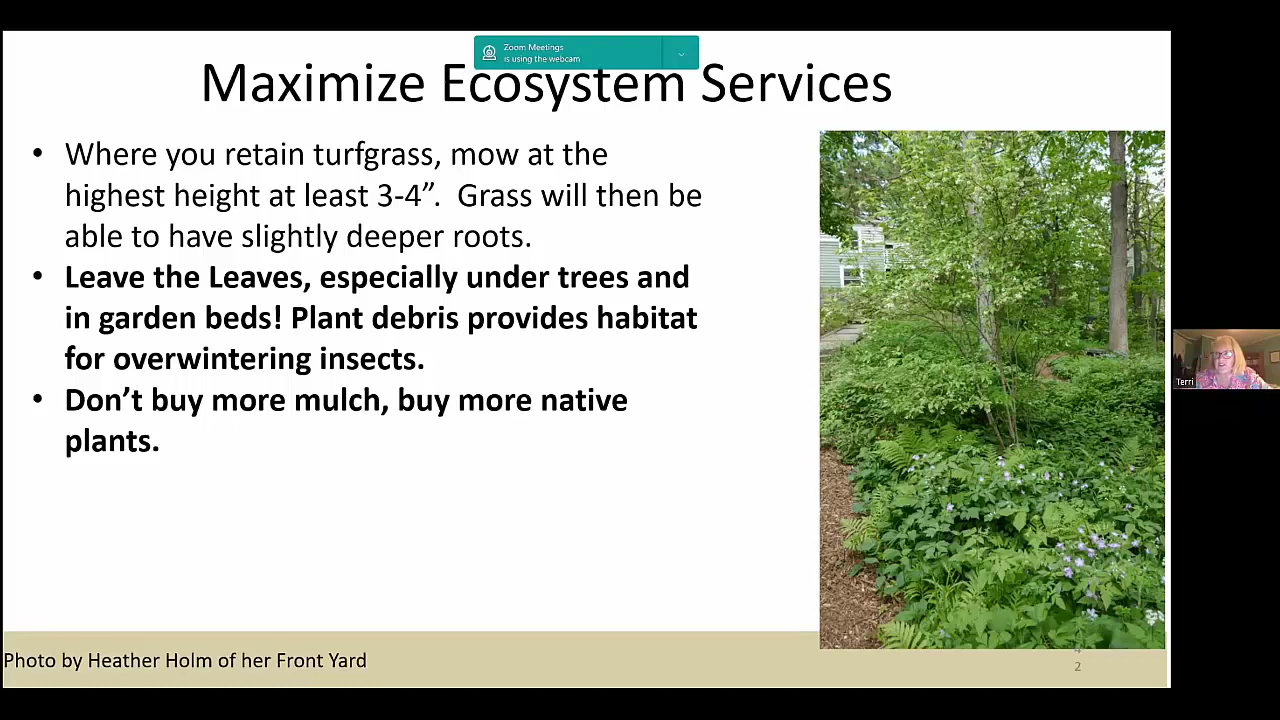 Zoom Meetings
is using the webcam
Maximize Ecosystem Services
• Where you retain turfgrass, mow at the
highest height at least 3-4”.  Grass will then be
able to have slightly deeper roots.
• Leave the Leaves, especially under trees and
in garden beds! Plant debris provides habitat
for overwintering insects.
• Don’t buy more mulch, buy more native
plants.
Terri
Photo by Heather Holm of her Front Yard
4
2